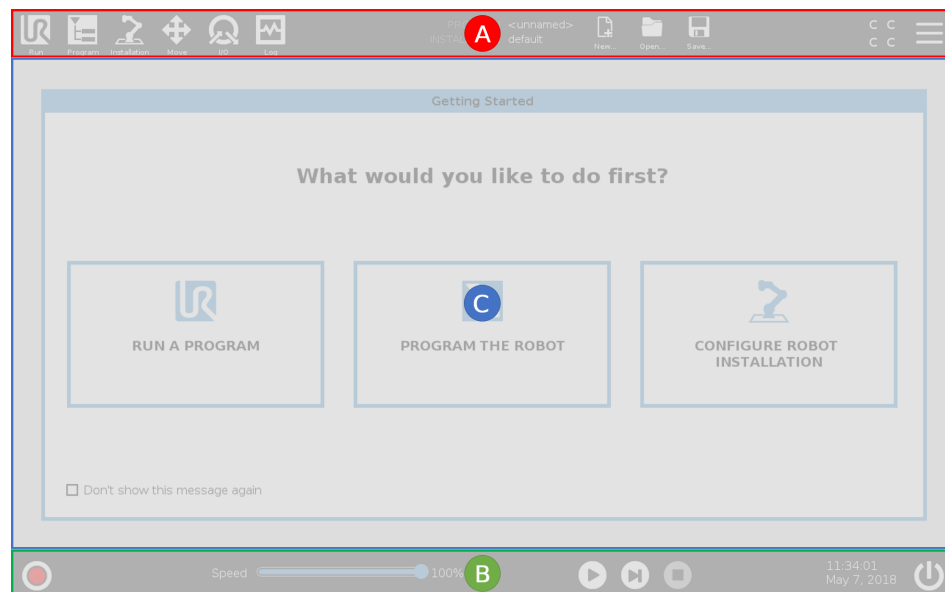 <unnamed>
A
default
Run
Program
Installation
Move
I/O
Log
New...
Open...
Save...
C C
C C
Getting Started
What would you like to do first?
C
RUN A PROGRAM
PROGRAM THE ROBOT
CONFIGURE ROBOT
INSTALLATION
Don't show this message again
Speed
100%
B
11:34:01
May 7, 2018